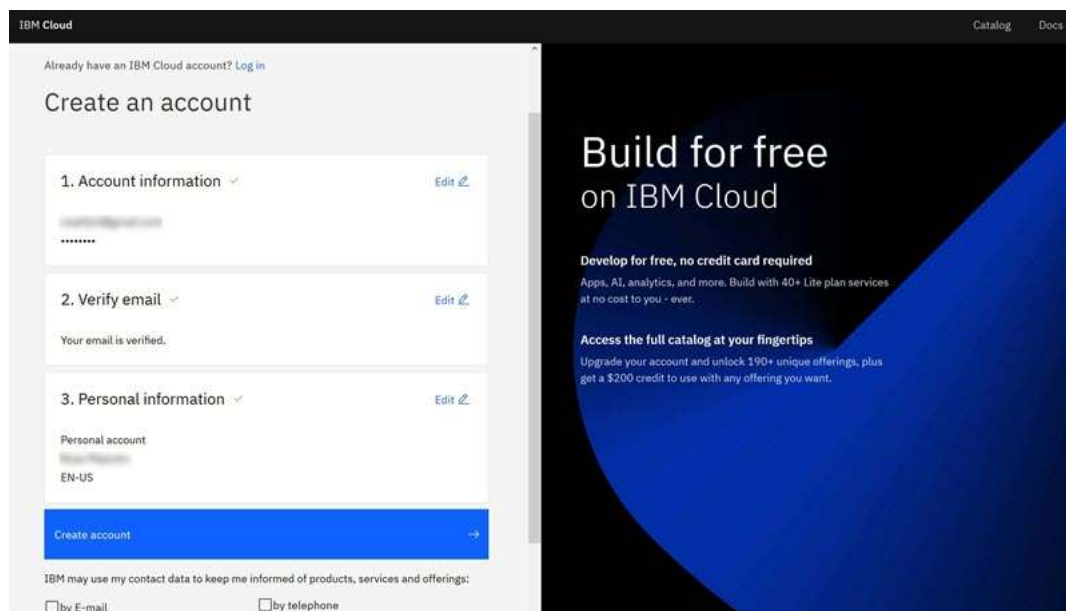 IBM Cloud
Catalog Docs
Already have an IBM Cloud account? Log in
Create an account
1. Account information
Edit
••••••••
2. Verify email
Edit
Your email is verified.
3. Personal information
Edit
Personal account
EN-US
Create account
IBM may use my contact data to keep me informed of products, services and offerings:
by E-mail by telephone
Build for free
on IBM Cloud
Develop for free, no credit card required
Apps, AI, analytics, and more. Build with 40+ Lite plan services
at no cost to you - ever.
Access the full catalog at your fingertips
Upgrade your account and unlock 190+ unique offerings, plus
get a $200 credit to use with any offering you want.